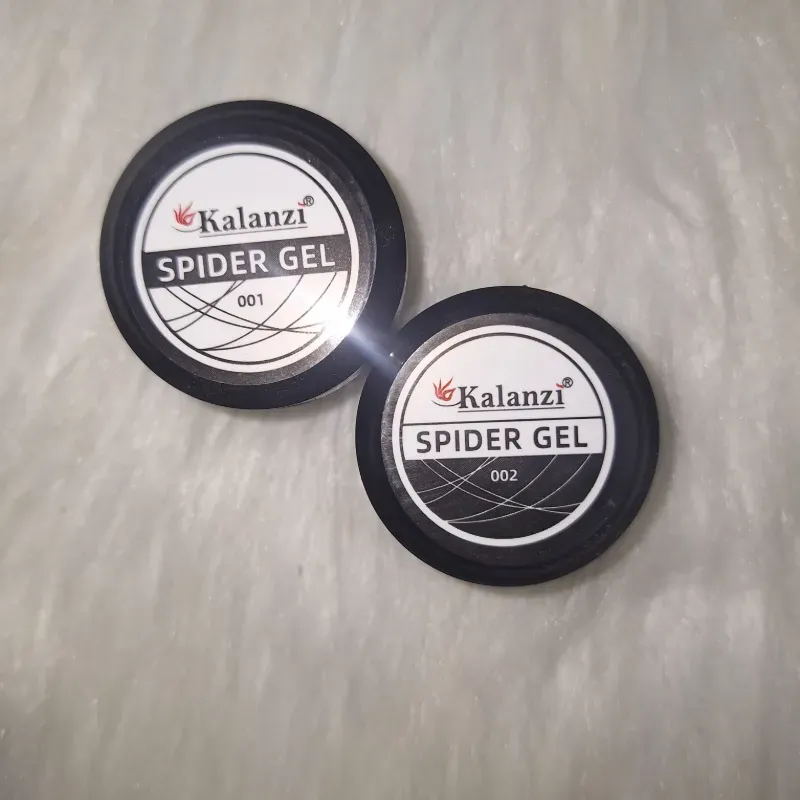 Kalanzi®
SPIDER GEL
001
Kalanzi®
SPIDER GEL
002